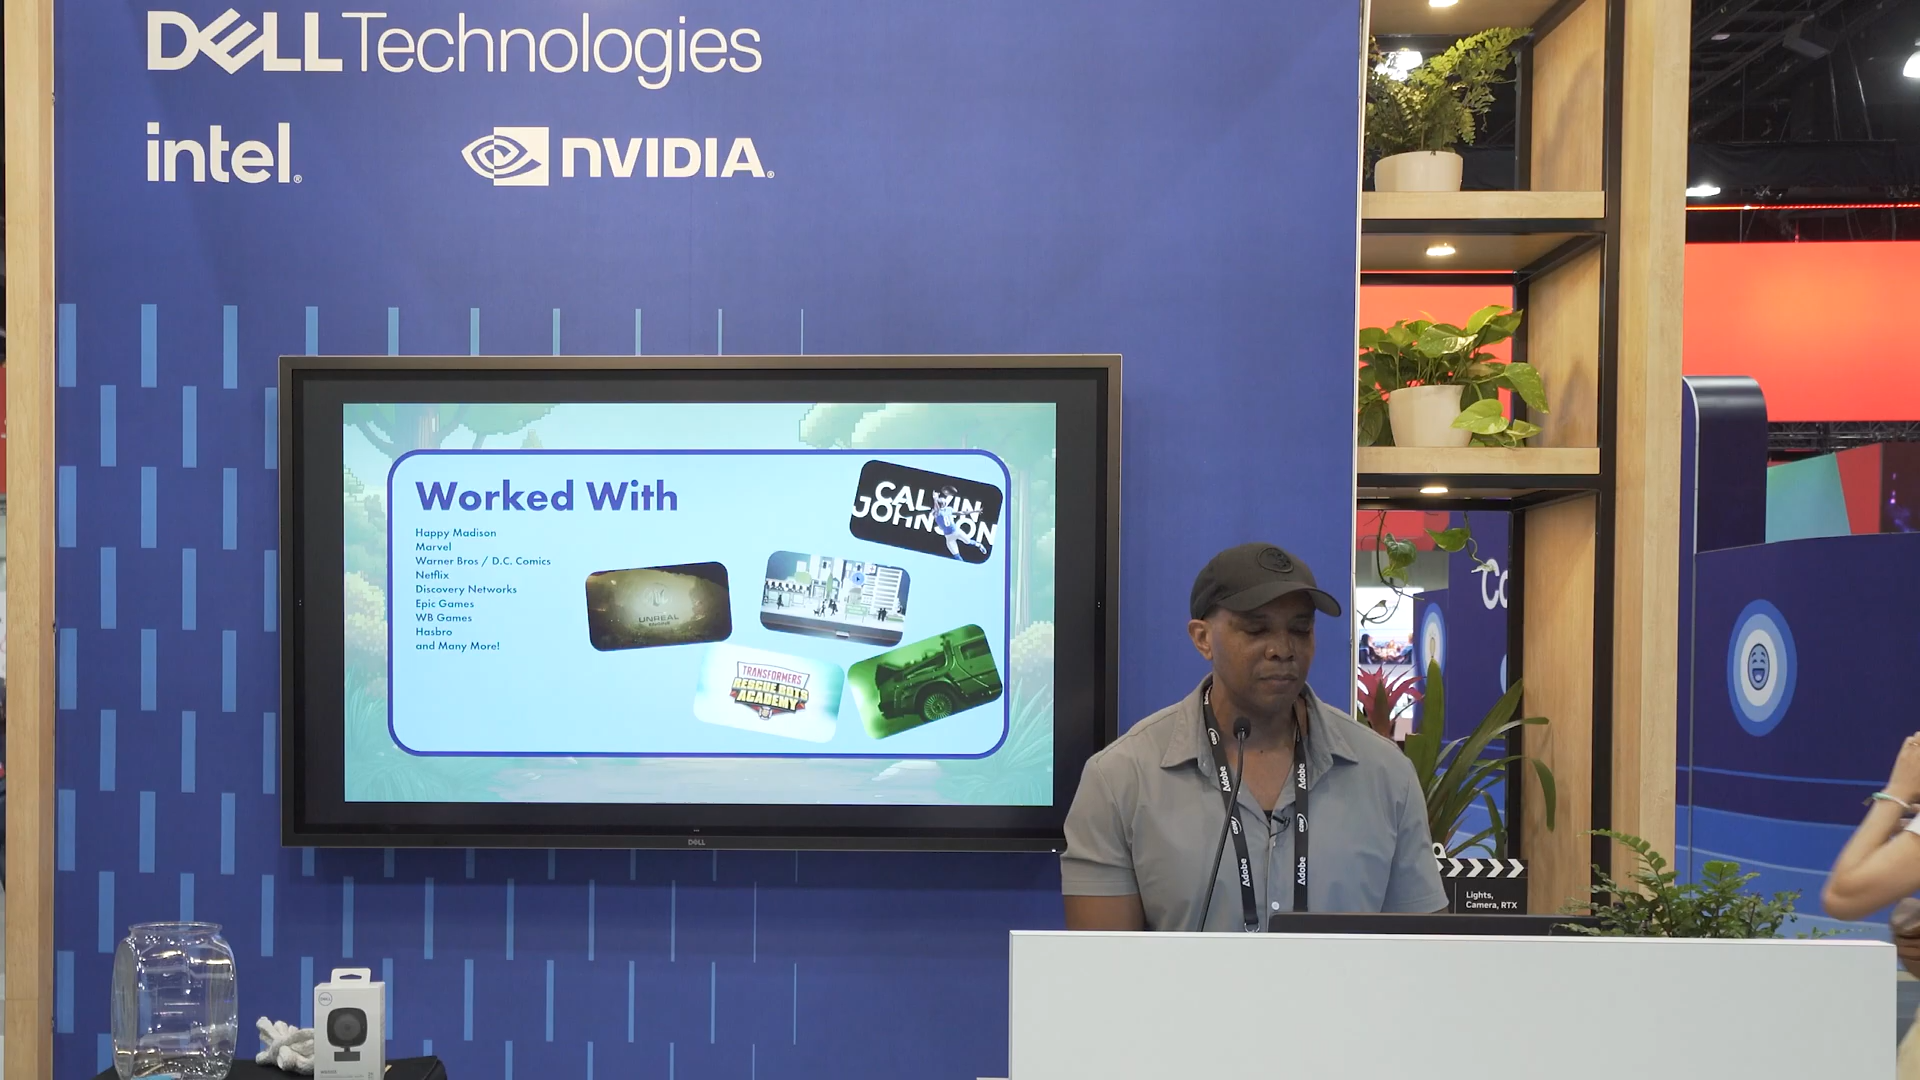 DELL Technologies
intel®
NVIDIA®
Worked With
Happy Madison
Marvel
Warner Bros / D.C. Comics
Netflix
Discovery Networks
Epic Games
WB Games
Hasbro
and Many More!
CALVIN
JOHNSON
UNREAL
TRANSFORMERS
RESCUE BOTS
ACADEMY
DELL
Adobe
Adobe
Adobe
Adobe
Lights,
Camera, RTX
Co
DELL